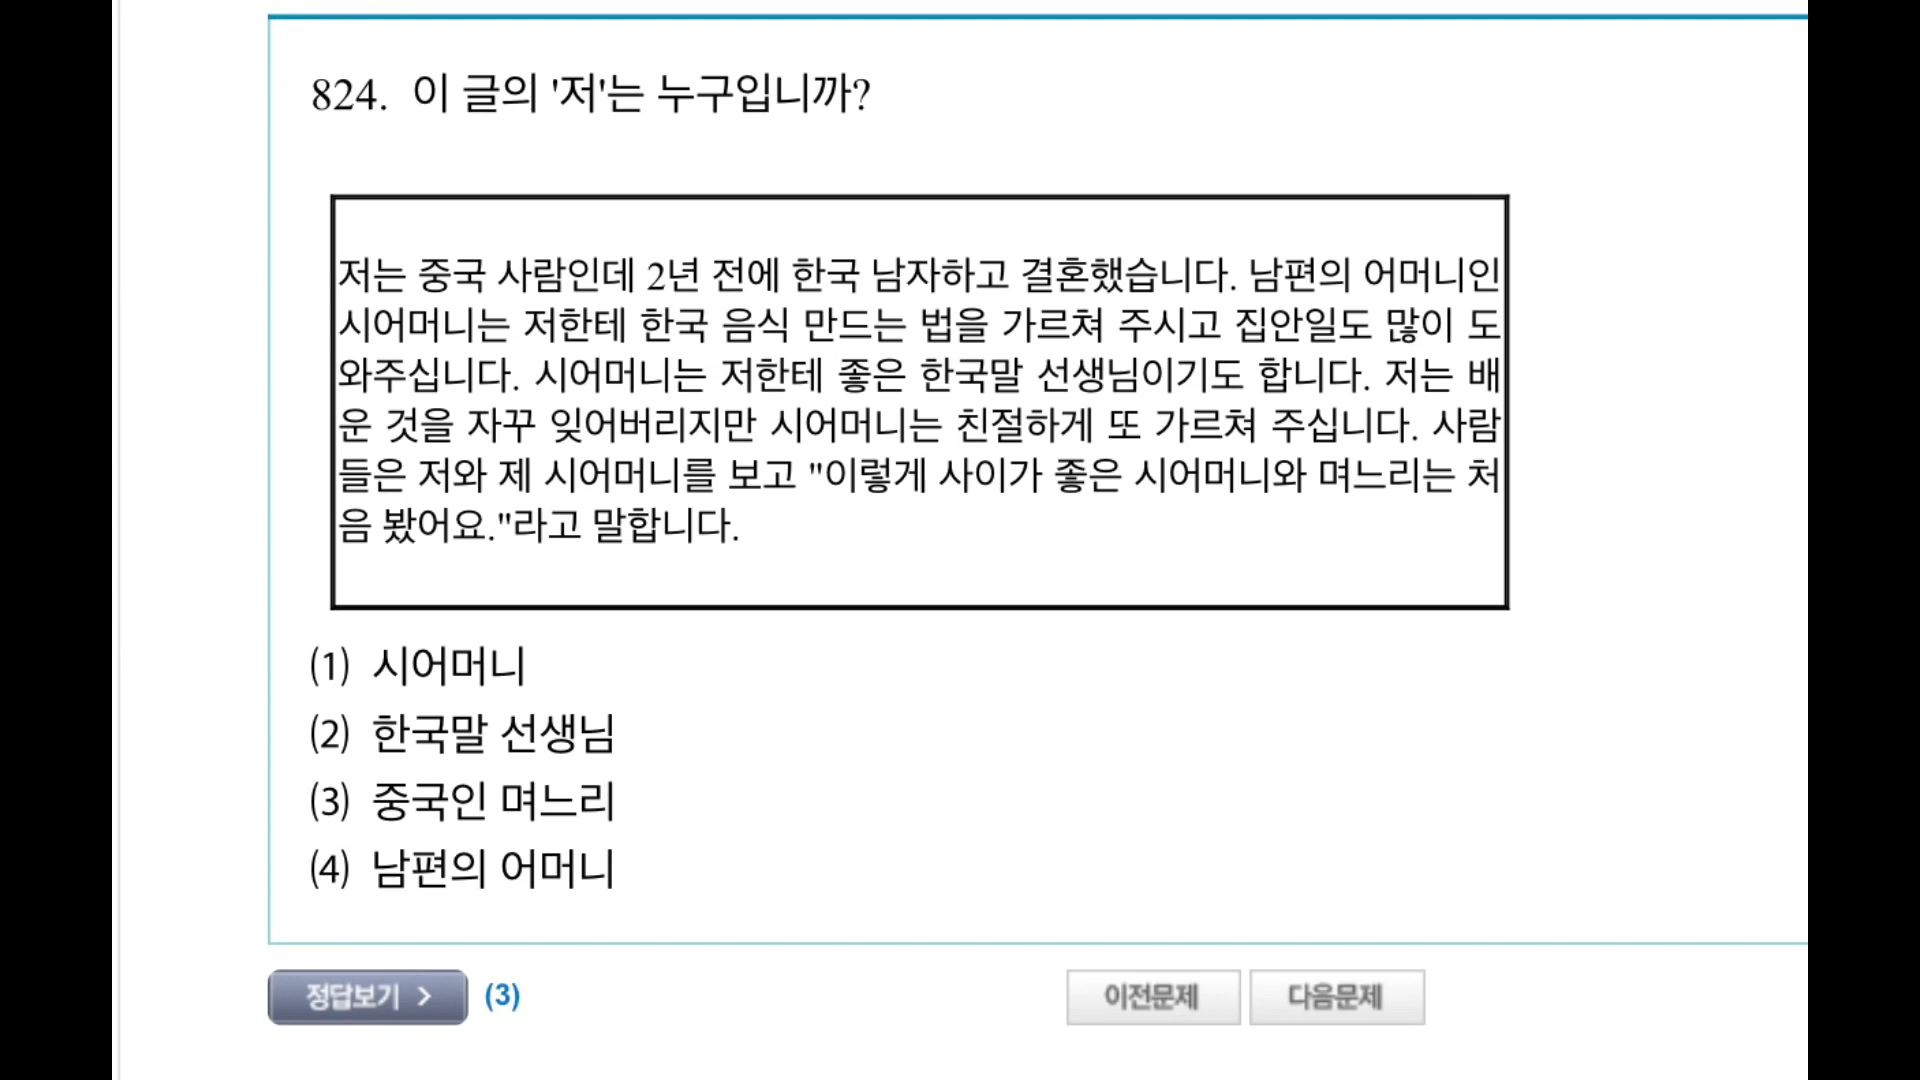 824. 이 글의 '저'는 누구입니까?
저는 중국 사람인데 2년 전에 한국 남자하고 결혼했습니다. 남편의 어머니인
시어머니는 저한테 한국 음식 만드는 법을 가르쳐 주시고 집안일도 많이 도
와주십니다. 시어머니는 저한테 좋은 한국말 선생님이기도 합니다. 저는 배
운 것을 자꾸 잊어버리지만 시어머니는 친절하게 또 가르쳐 주십니다. 사람
들은 저와 제 시어머니를 보고 "이렇게 사이가 좋은 시어머니와 며느리는 처
음 봤어요."라고 말합니다.
(1) 시어머니
(2) 한국말 선생님
(3) 중국인 며느리
(4) 남편의 어머니
정답보기 > (3) 이전문제 다음문제